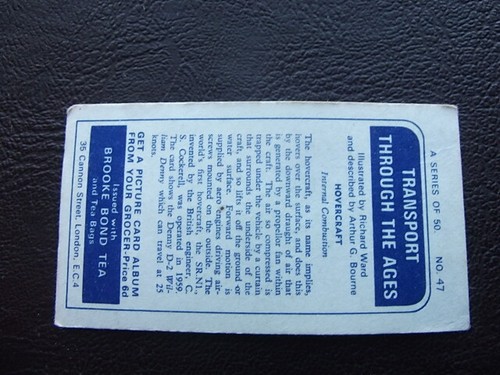 A SERIES OF 50 NO. 47
TRANSPORT
THROUGH THE AGES
Illustrated by Richard Ward
and described by Arthur G. Bourne
HOVERCRAFT
Internal Combustion
The hovercraft, as its name implies,
hovers over the surface, and does this
by the downward draught of air that
is generated by a propellor fan within
the craft. The air so compressed is
trapped under the vehicle by a curtain
that surrounds the underside of the
craft, and so lifts it off the ground or
water surface. Forward motion is
supplied by aero engines driving air-
screws mounted on the outside. The
world's first hovercraft, the SR.N1,
invented by the British engineer, C.
S. Cockerell, was operated in 1959.
The card shows the Denny D-2 Wil-
liam Denny which can travel at 25
knots.
GET A PICTURE CARD ALBUM
FROM YOUR GROCER-Price 6d
Issued with
BROOKE BOND TEA
and Tea Bags
35 Cannon Street, London, E.C.4